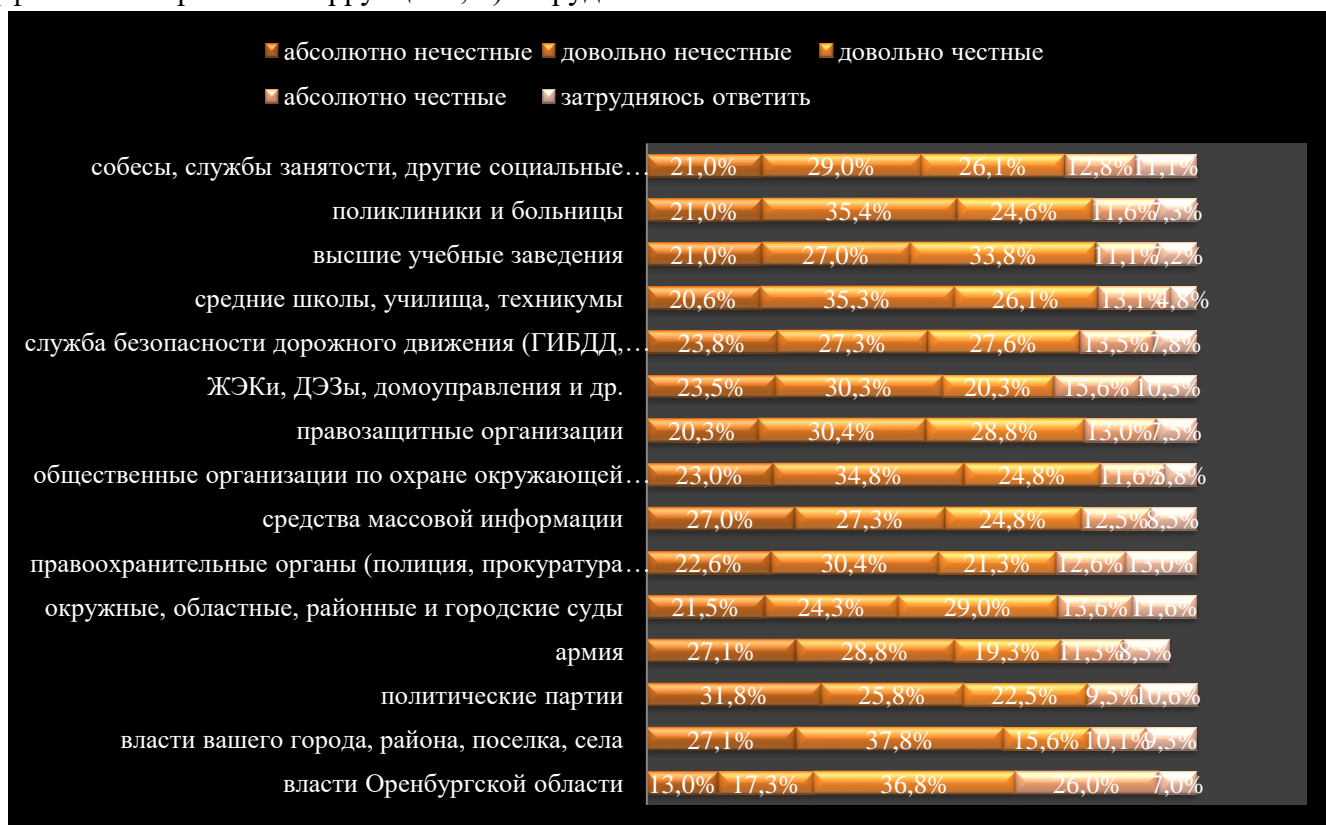 абсолютно нечестные довольно нечестные довольно честные
абсолютно честные затрудняюсь ответить
собесы, службы занятости, другие социальные… 21,0% 29,0% 26,1% 12,8% 11,1%
поликлиники и больницы 21,0% 35,4% 24,6% 11,6% 7,3%
высшие учебные заведения 21,0% 27,0% 33,8% 11,1% 7,2%
средние школы, училища, техникумы 20,6% 35,3% 26,1% 13,1% 4,8%
служба безопасности дорожного движения (ГИБДД,… 23,8% 27,3% 27,6% 13,5% 7,8%
ЖЭКи, ДЭЗы, домоуправления и др. 23,5% 30,3% 20,3% 15,6% 10,3%
правозащитные организации 20,3% 30,4% 28,8% 13,0% 7,5%
общественные организации по охране окружающей… 23,0% 34,8% 24,8% 11,6% 5,8%
средства массовой информации 27,0% 27,3% 24,8% 12,5% 8,5%
правоохранительные органы (полиция, прокуратура… 22,6% 30,4% 21,3% 12,6% 13,0%
окружные, областные, районные и городские суды 21,5% 24,3% 29,0% 13,6% 11,6%
армия 27,1% 28,8% 19,3% 11,3% 8,5%
политические партии 31,8% 25,8% 22,5% 9,5% 10,6%
власти вашего города, района, поселка, села 27,1% 37,8% 15,6% 10,1% 9,3%
власти Оренбургской области 13,0% 17,3% 36,8% 26,0% 7,0%